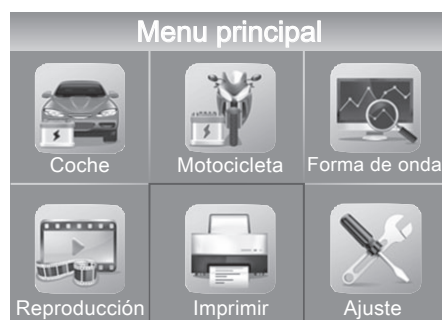 Menu principal
Coche Motocicleta Forma de onda
Reproducción Imprimir Ajuste